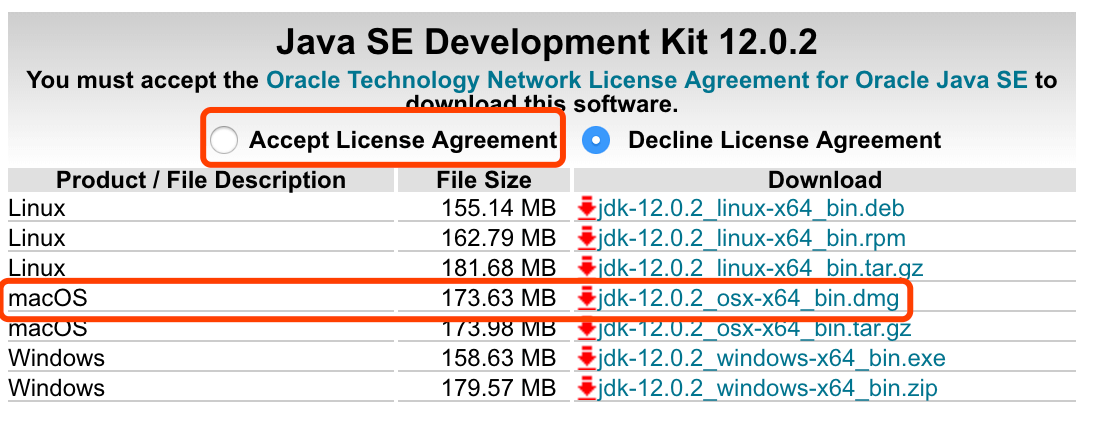 Java SE Development Kit 12.0.2
You must accept the Oracle Technology Network License Agreement for Oracle Java SE to
download this software.
Accept License Agreement Decline License Agreement
Product / File Description File Size Download
Linux 155.14 MB jdk-12.0.2_linux-x64_bin.deb
Linux 162.79 MB jdk-12.0.2_linux-x64_bin.rpm
Linux 181.68 MB jdk-12.0.2_linux-x64_bin.tar.gz
macOS 173.63 MB jdk-12.0.2_osx-x64_bin.dmg
macOS 173.98 MB jdk-12.0.2_osx-x64_bin.tar.gz
Windows 158.63 MB jdk-12.0.2_windows-x64_bin.exe
Windows 179.57 MB jdk-12.0.2_windows-x64_bin.zip